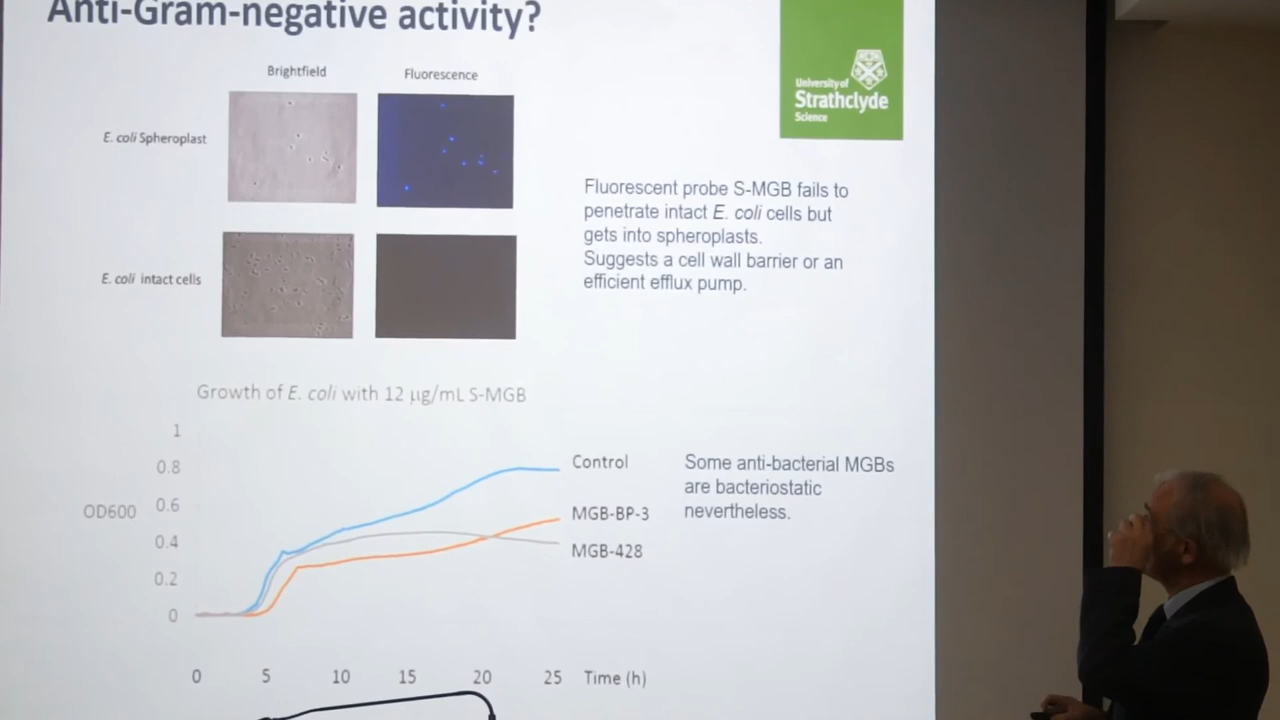 Anti-Gram-negative activity?
Brightfield
Fluorescence
University of
Strathclyde
Science
E. coli Spheroplast
E. coli intact cells
Fluorescent probe S-MGB fails to
penetrate intact E. coli cells but
gets into spheroplasts.
Suggests a cell wall barrier or an
efficient efflux pump.
Growth of E. coli with 12 µg/mL S-MGB
1
0.8
0.6
0.4
0.2
0
OD600
Control
MGB-BP-3
MGB-428
Some anti-bacterial MGBs
are bacteriostatic
nevertheless.
0 5 10 15 20 25 Time (h)